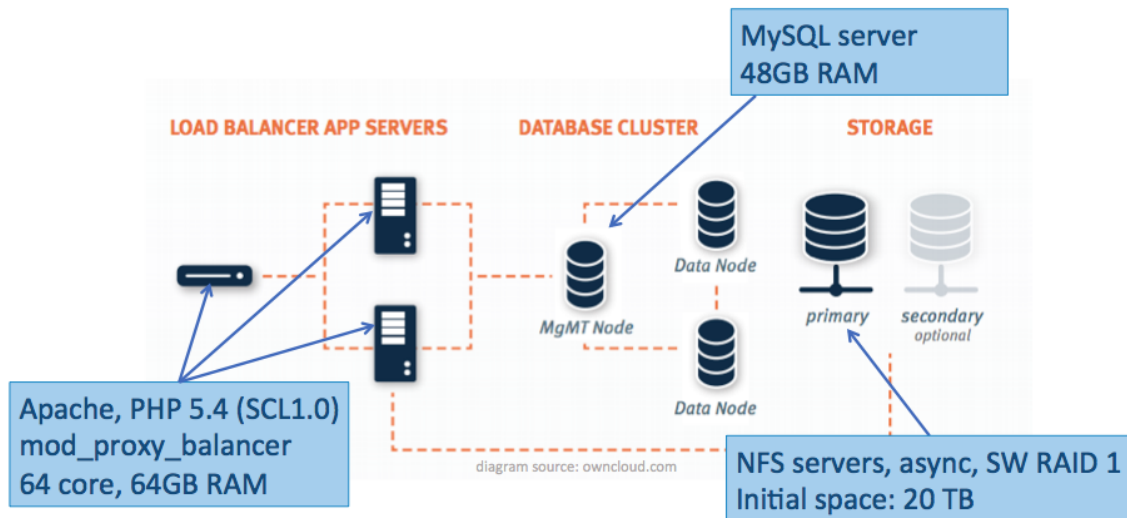 MySQL server
48GB RAM
LOAD BALANCER APP SERVERS
DATABASE CLUSTER
STORAGE
Data Node
MgMT Node
primary
secondary
optional
Data Node
Apache, PHP 5.4 (SCL1.0)
mod_proxy_balancer
64 core, 64GB RAM
diagram source: owncloud.com
NFS servers, async, SW RAID 1
Initial space: 20 TB